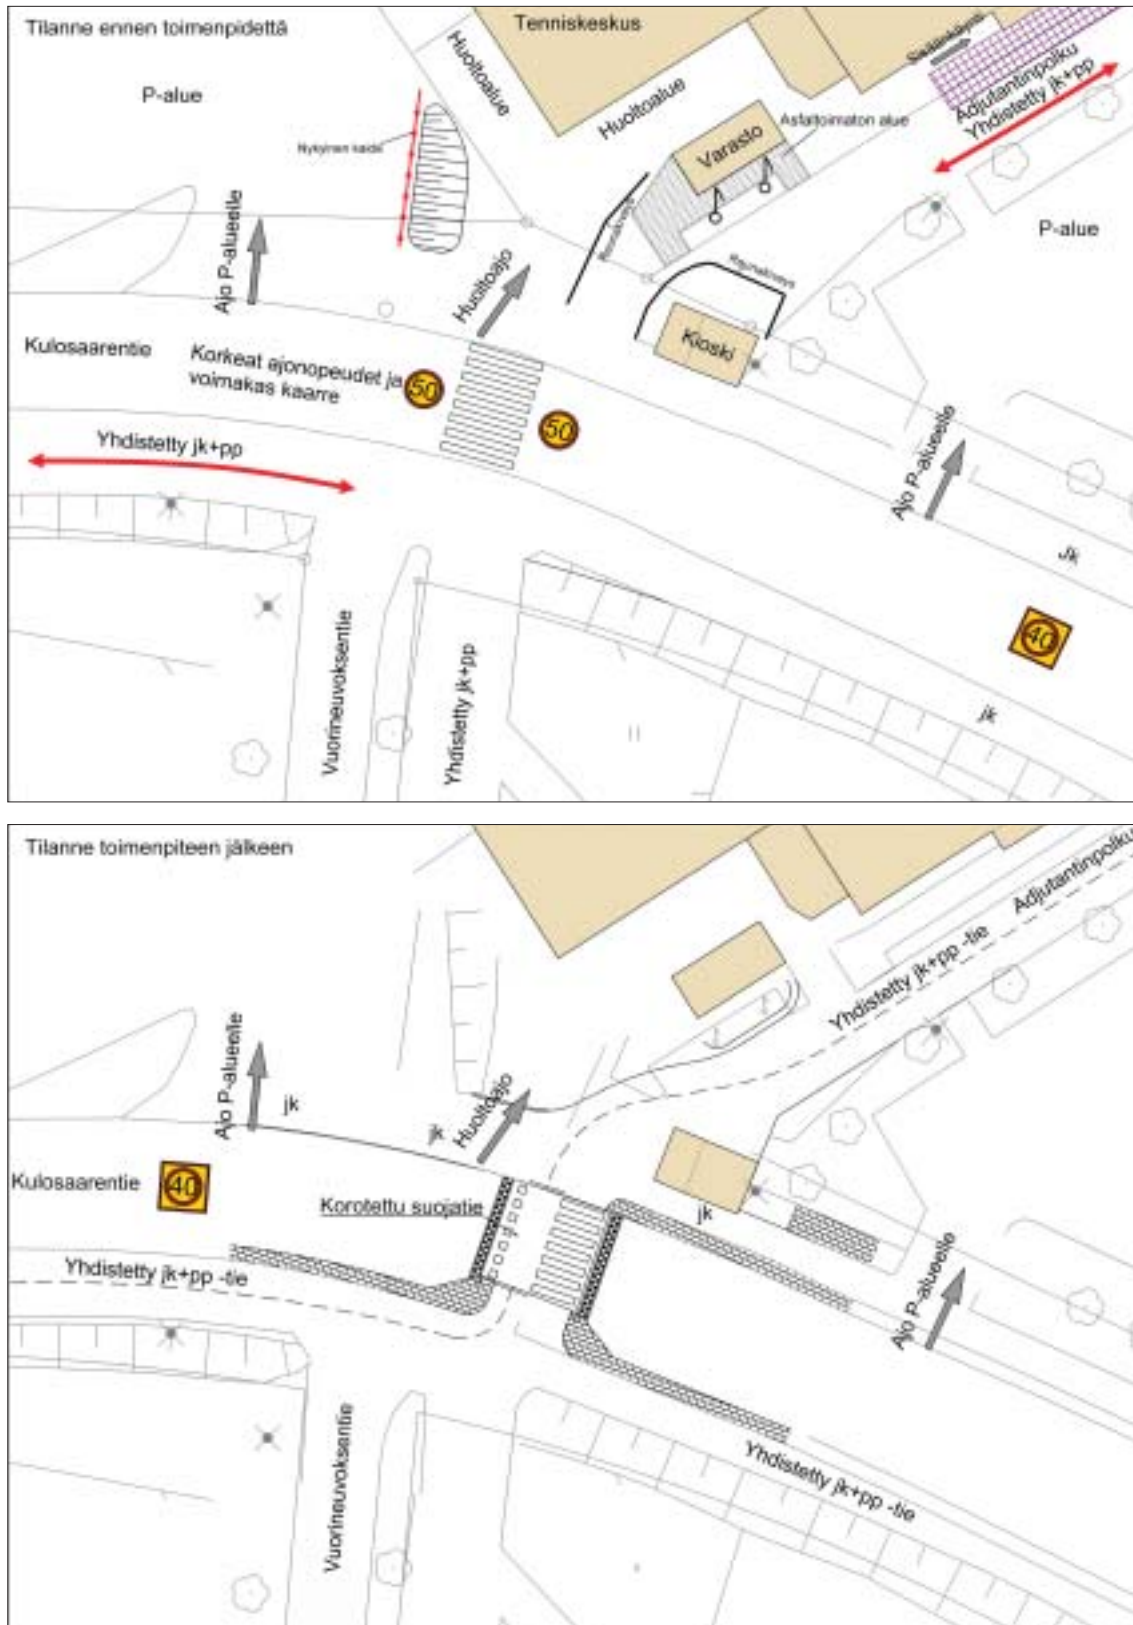 Tilanne ennen toimenpidettä
Tenniskeskus
P-alue
Huoltoalue
Huoltoalue
Sisäänkäynti
Adjutantinpolku
Yhdistetty jk+pp
Nykyinen kaide
Varasto
Asfaltoimaton alue
P-alue
Ajo P-alueelle
Huoltoajo
Reunakiveys
Reunakiveys
Kioski
Kulosaarentie
Korkeat ajonopeudet ja
voimakas kaarre
50
50
Yhdistetty jk+pp
Ajo P-alueelle
Jk
40
jk
Vuorineuvoksentie
Yhdistetty jk+pp
Tilanne toimenpiteen jälkeen
Adjutantinpolku
Yhdistetty jk+pp -tie
Ajo P-alueelle
jk
jk
Huoltoajo
Kulosaarentie
40
Korotettu suojatie
jk
Yhdistetty jk+pp -tie
Ajo P-alueelle
Vuorineuvoksentie
Yhdistetty jk+pp -tie